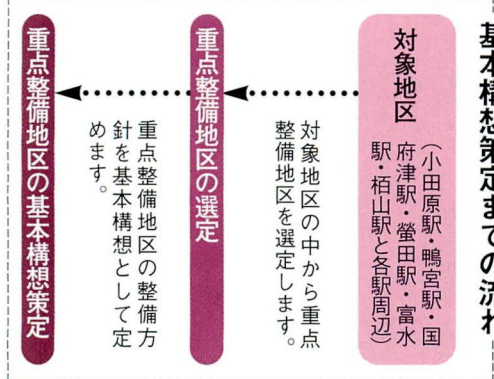 基本構想策定までの流れ
対象地区
(小田原駅・鴨宮駅・国
府津駅・螢田駅・富水
駅・栢山駅と各駅周辺)
対象地区の中から重点
整備地区を選定します。
重点整備地区の選定
重点整備地区の整備方
針を基本構想として定
めます。
重点整備地区の基本構想策定